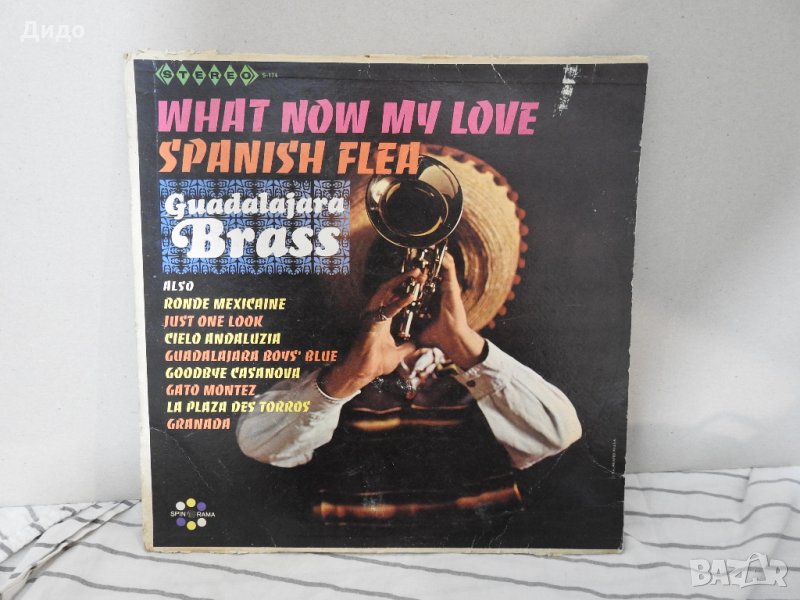 Дидо
STEREO
S-174
WHAT NOW MY LOVE
SPANISH FLEA
Guadalajara
Brass
ALSO
RONDE MEXICAINE
JUST ONE LOOK
CIELO ANDALUZIA
GUADALAJARA BOYS' BLUE
GOODBYE CASANOVA
GATO MONTEZ
LA PLAZA DES TORROS
GRANADA
SPIN RAMA
BAZAR